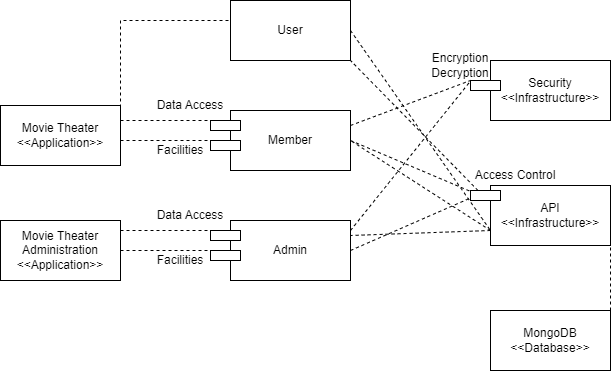 User
Encryption
Decryption
Security
<<Infrastructure>>
Data Access
Movie Theater
<<Application>>
Member
Facilities
Access Control
API
<<Infrastructure>>
Data Access
Movie Theater
Administration
<<Application>>
Admin
Facilities
MongoDB
<<Database>>